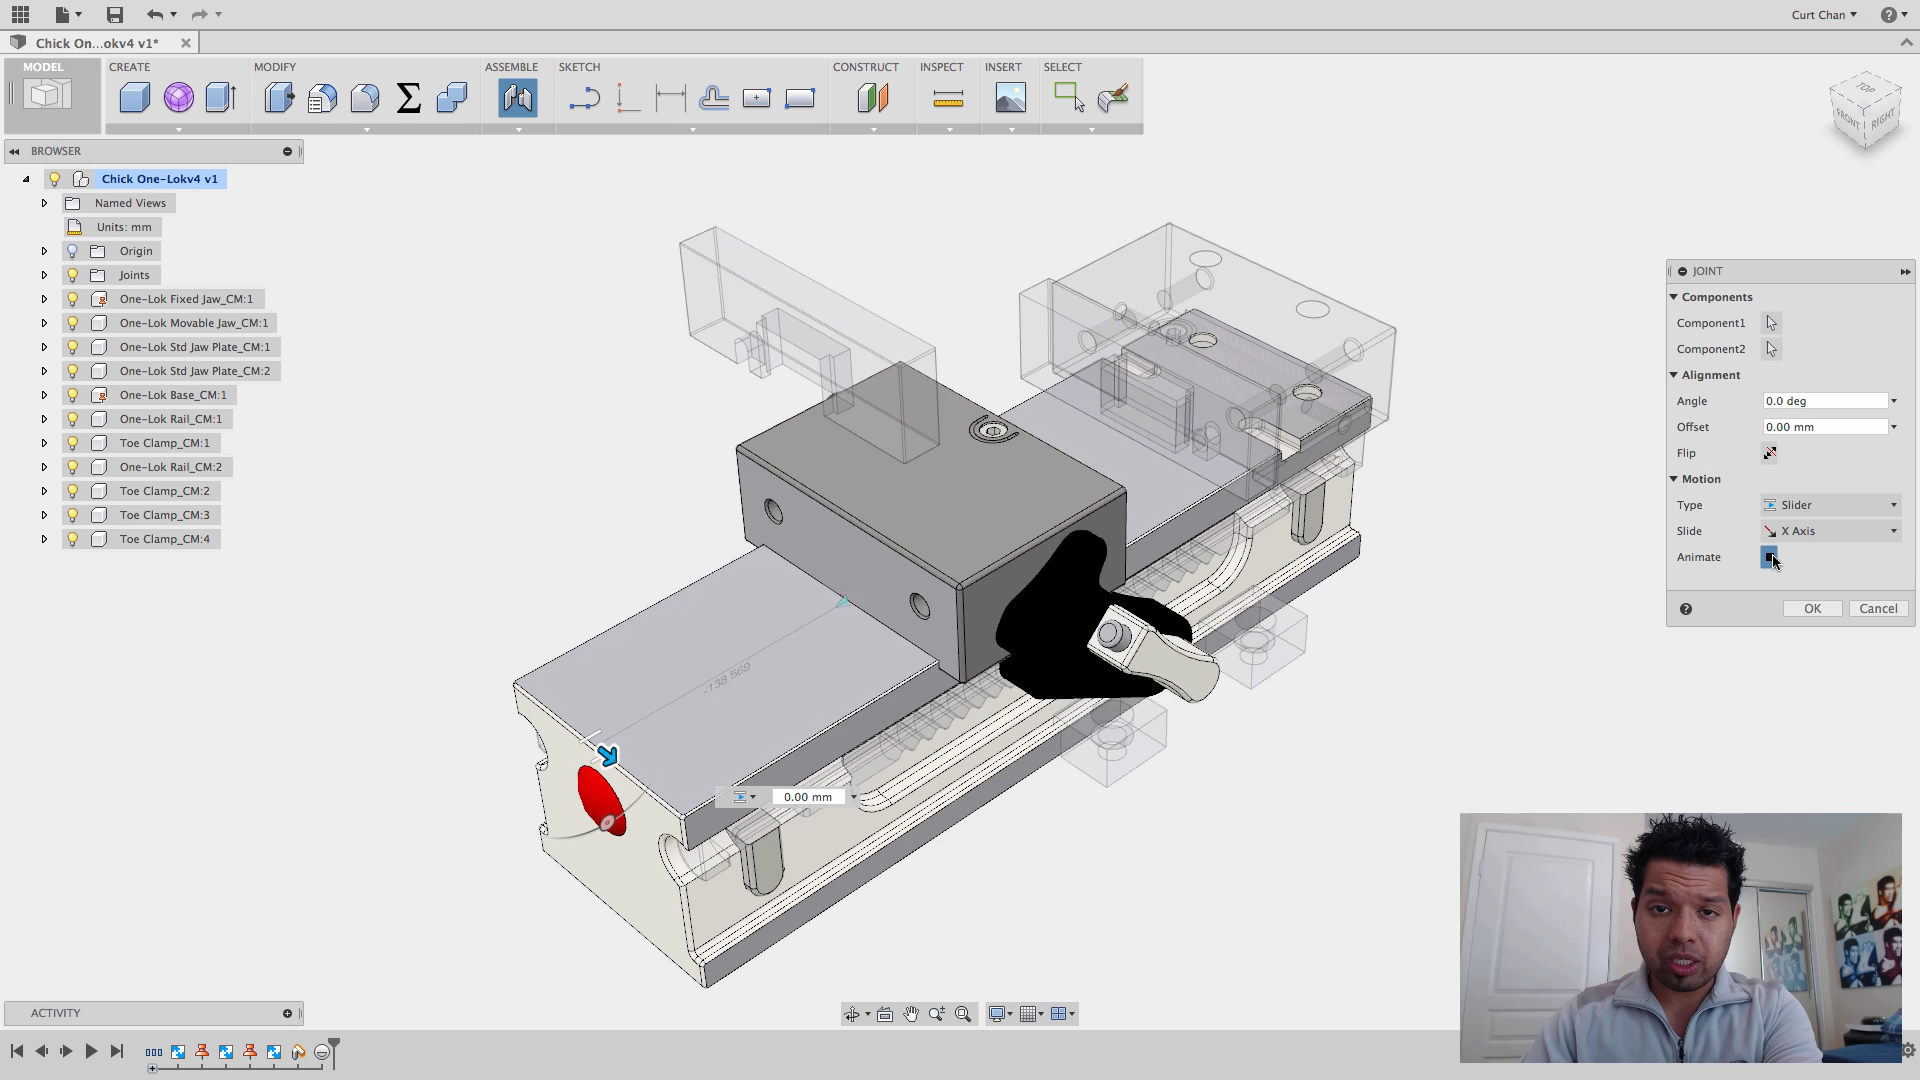 Curt Chan
Chick On...okv4 v1*
MODEL
CREATE
MODIFY
ASSEMBLE
SKETCH
CONSTRUCT
INSPECT
INSERT
SELECT
TOP
FRONT
RIGHT
BROWSER
Chick One-Lokv4 v1
Named Views
Units: mm
Origin
Joints
One-Lok Fixed Jaw_CM:1
One-Lok Movable Jaw_CM:1
One-Lok Std Jaw Plate_CM:1
One-Lok Std Jaw Plate_CM:2
One-Lok Base_CM:1
One-Lok Rail_CM:1
Toe Clamp_CM:1
One-Lok Rail_CM:2
Toe Clamp_CM:2
Toe Clamp_CM:3
Toe Clamp_CM:4
-138.569
0.00 mm
JOINT
Components
Component1
Component2
Alignment
Angle 0.0 deg
Offset 0.00 mm
Flip
Motion
Type Slider
Slide X Axis
Animate
OK Cancel
ACTIVITY